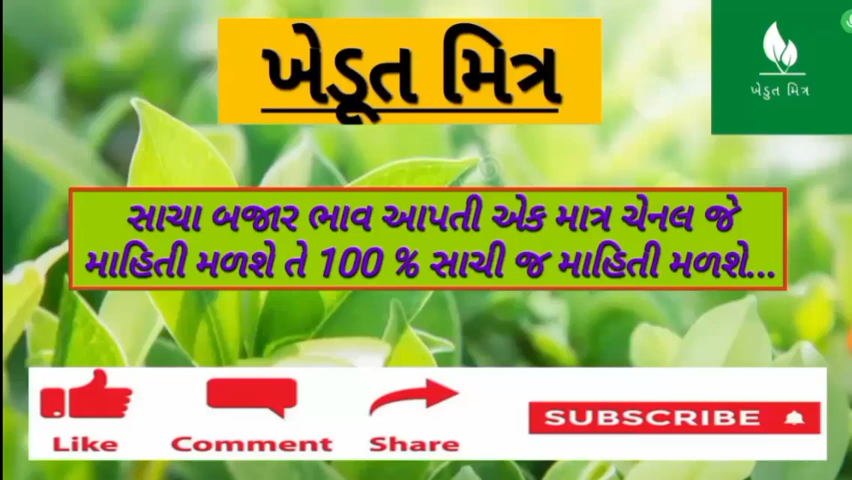 ખેડૂત મિત્ર
ખેડુત મિત્ર
સાચા બજાર ભાવ આપતી એક માત્ર ચેનલ જે
માહિતી મળશે તે 100 % સાચી જ માહિતી મળશે...
Like
Comment
Share
SUBSCRIBE